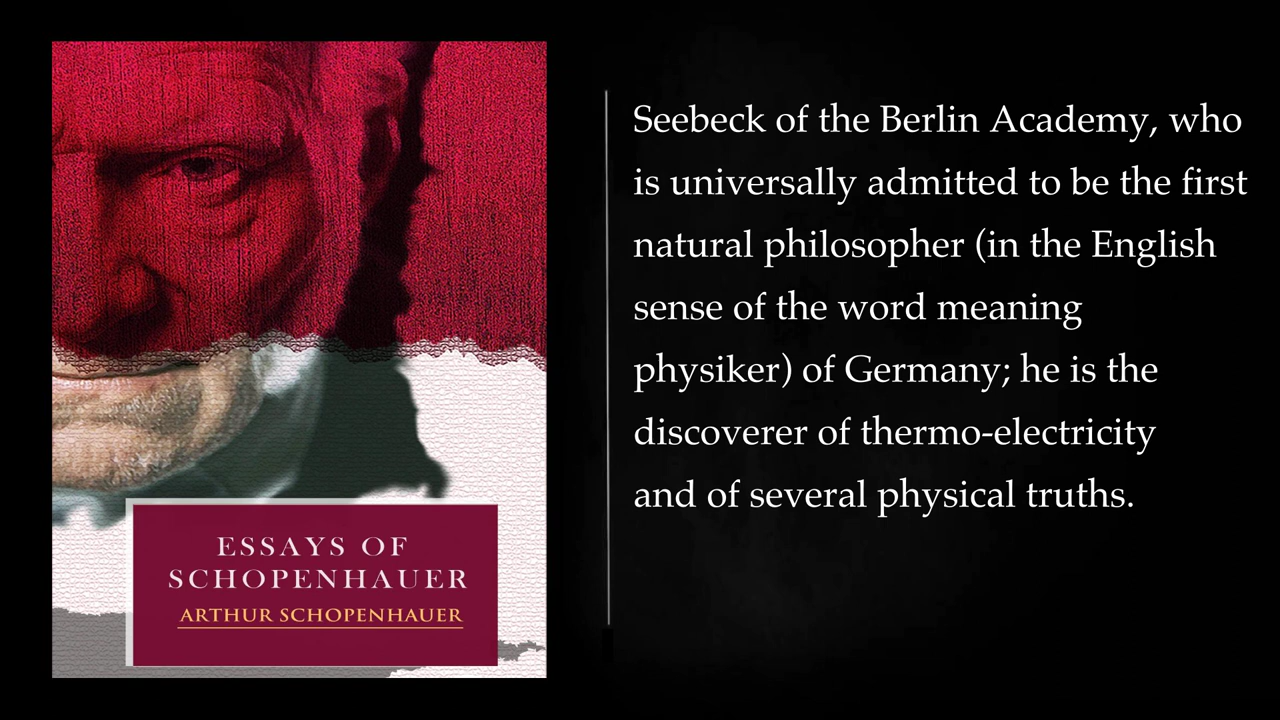 ESSAYS OF
SCHOPENHAUER
ARTHUR SCHOPENHAUER
Seebeck of the Berlin Academy, who
is universally admitted to be the first
natural philosopher (in the English
sense of the word meaning
physiker) of Germany; he is the
discoverer of thermo-electricity
and of several physical truths.